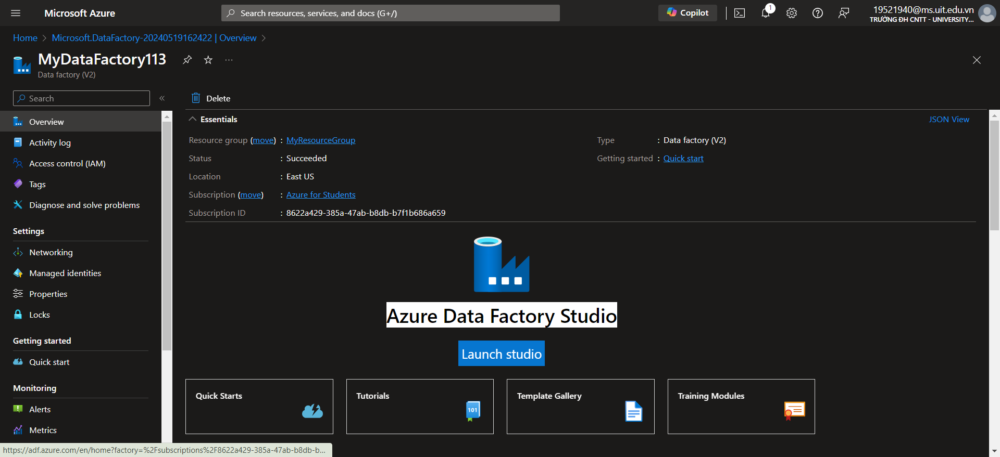 Microsoft Azure
Search resources, services, and docs (G+/)
Copilot
1
19521940@ms.uit.edu.vn
TRƯỜNG ĐH CNTT - UNIVERSITY...
Home > Microsoft.DataFactory-20240519162422 | Overview >
MyDataFactory113
Data factory (V2)
Search
«
Delete
Overview
Activity log
Access control (IAM)
Tags
Diagnose and solve problems
Settings
Networking
Managed identities
Properties
Locks
Getting started
Quick start
Monitoring
Alerts
Metrics
Essentials
JSON View
Resource group (move) : MyResourceGroup
Status : Succeeded
Location : East US
Subscription (move) : Azure for Students
Subscription ID : 8622a429-385a-47ab-b8db-b7f1b686a659
Type : Data factory (V2)
Getting started : Quick start
Azure Data Factory Studio
Launch studio
Quick Starts
Tutorials
101
Template Gallery
Training Modules
https://adf.azure.com/en/home?factory=%2Fsubscriptions%2F8622a429-385a-47ab-b8db-b...